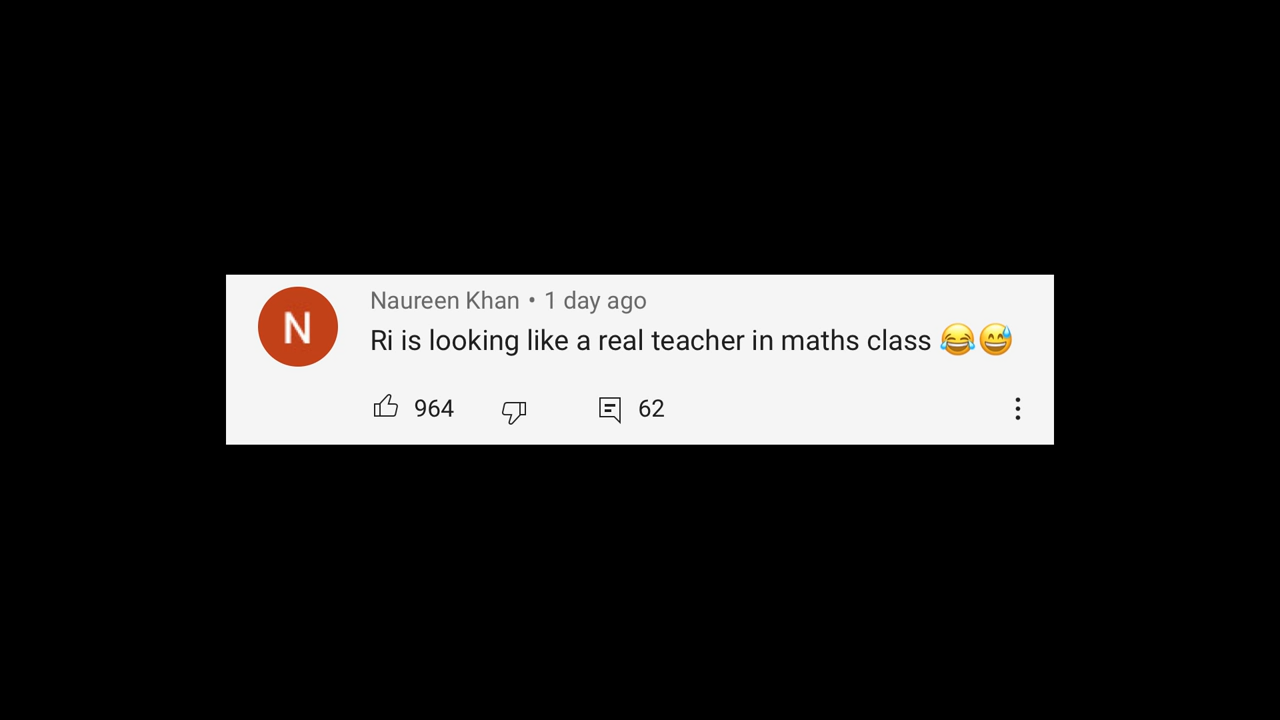 N
Naureen Khan • 1 day ago
Ri is looking like a real teacher in maths class 😂😅
964 62